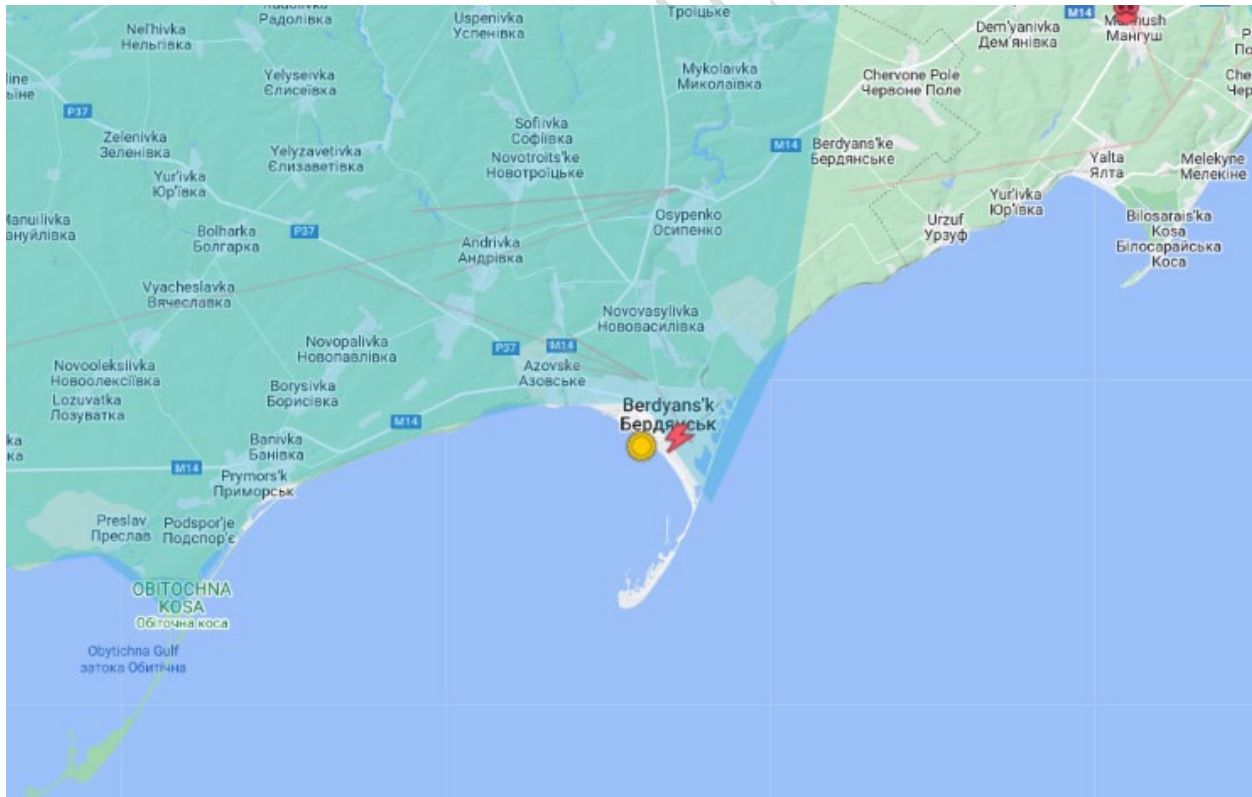 Троїцьке
M14
Мангуш
Dem'yanivka
Дем'янівка
Uspenivka
Успенівка
Радолівка
Nel'hivka
Нельгівка
Mykolaivka
Миколаївка
Chervone Pole
Червоне Поле
Yelyseivka
Єлисеївка
P37
Sofiivka
Софіївка
Zelenivka
Зеленівка
Yelyzavetivka
Єлизаветівка
Novotroits'ke
Новотроїцьке
M14
Berdyans'ke
Бердянське
Yalta
Ялта
Melekyne
Мелекіне
Yur'ivka
Юр'ївка
Yur'ivka
Юр'ївка
Osypenko
Осипенко
Urzuf
Урзуф
Bilosarais'ka
Kosa
Білосарайська
Коса
Bolharka
Болгарка
P37
Andrivka
Андрівка
Vyacheslavka
Вячеславка
Novovasylivka
Нововасилівка
Novopalivka
Новопавлівка
P37
M14
Azovske
Азовське
Novooleksiivka
Новоолексіївка
Lozuvatka
Лозуватка
Borysivka
Борисівка
M14
Berdyans'k
Бердянськ
Banivka
Банівка
M14
Prymors'k
Приморськ
Preslav
Преслав
Podspor'je
Подспор'є
OBITOCHNA
KOSA
Обіточна коса
Obytichna Gulf
затока Обитічна